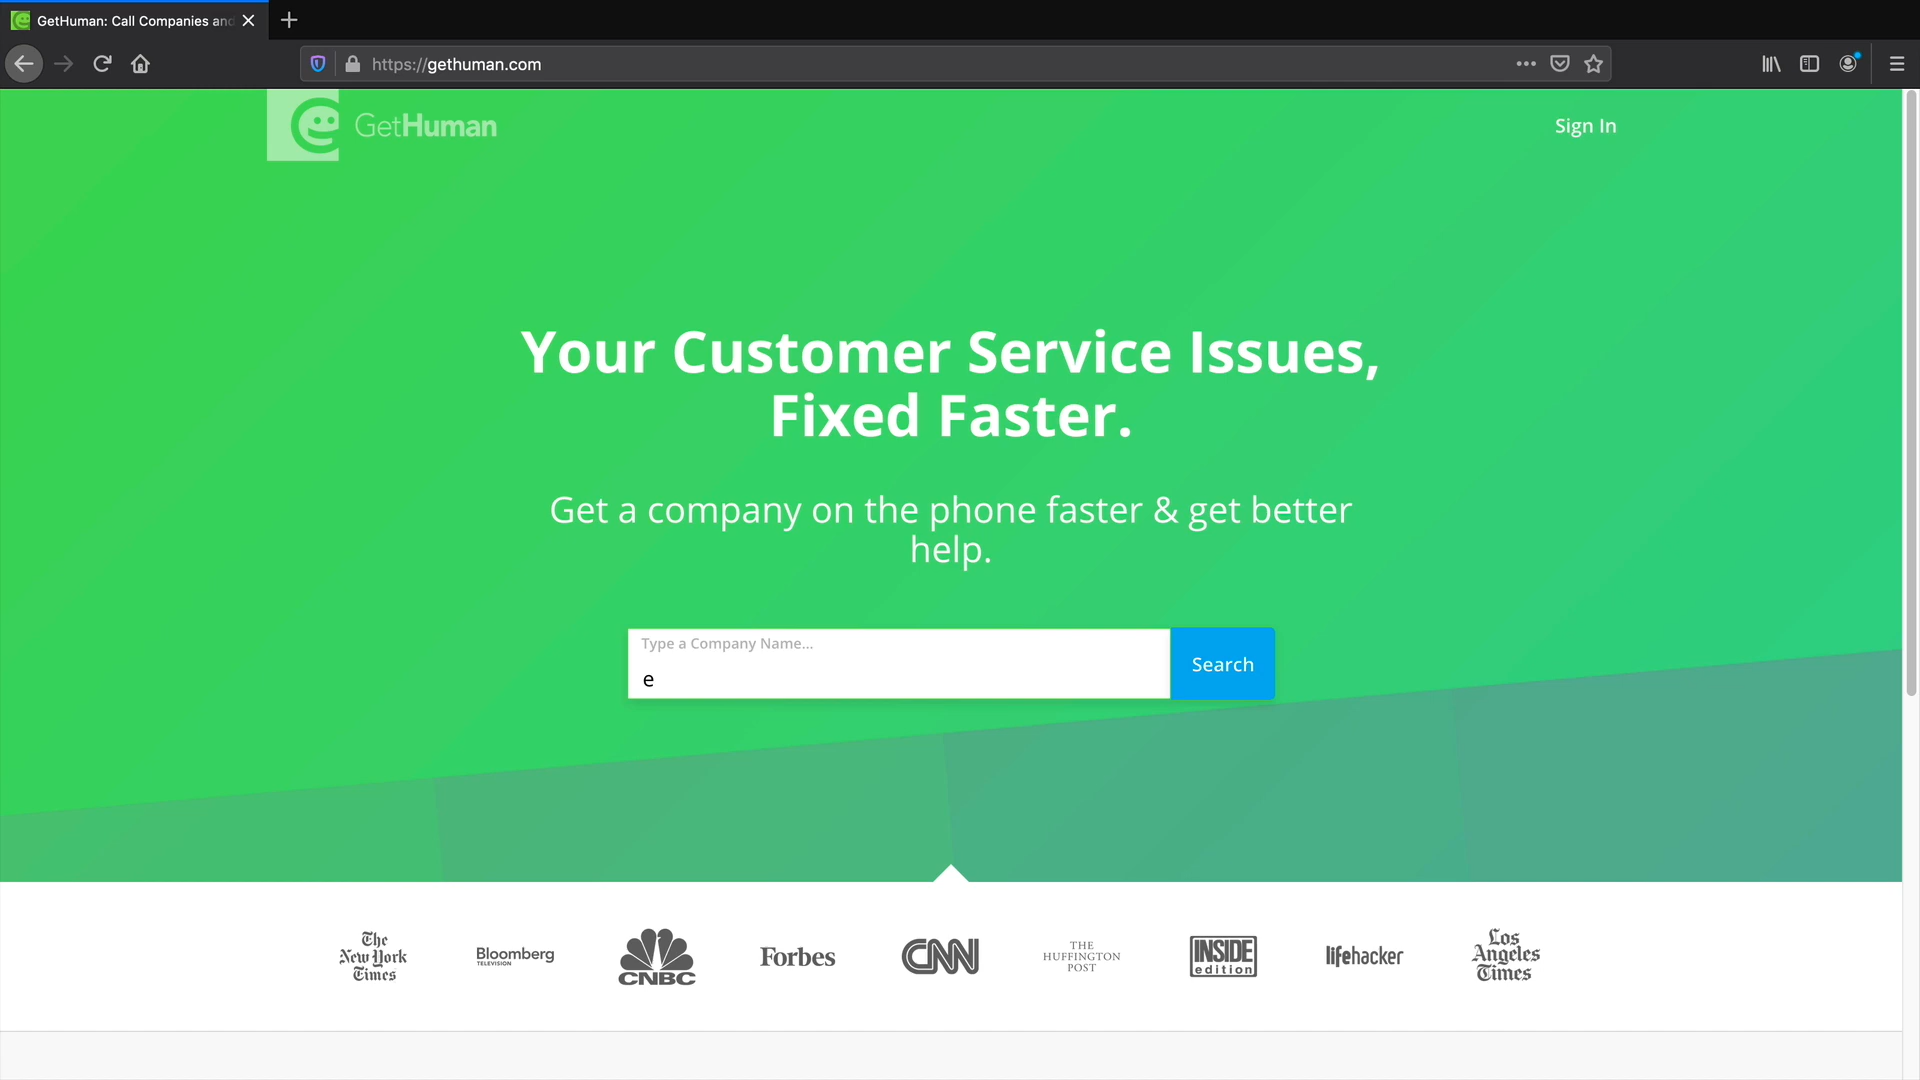 GetHuman: Call Companies and
https://gethuman.com
GetHuman
Sign In
Your Customer Service Issues,
Fixed Faster.
Get a company on the phone faster & get better
help.
Type a Company Name...
e
Search
The
New York
Times
Bloomberg
TELEVISION
CNBC
Forbes
CNN
THE
HUFFINGTON
POST
INSIDE
edition
lifehacker
Los
Angeles
Times